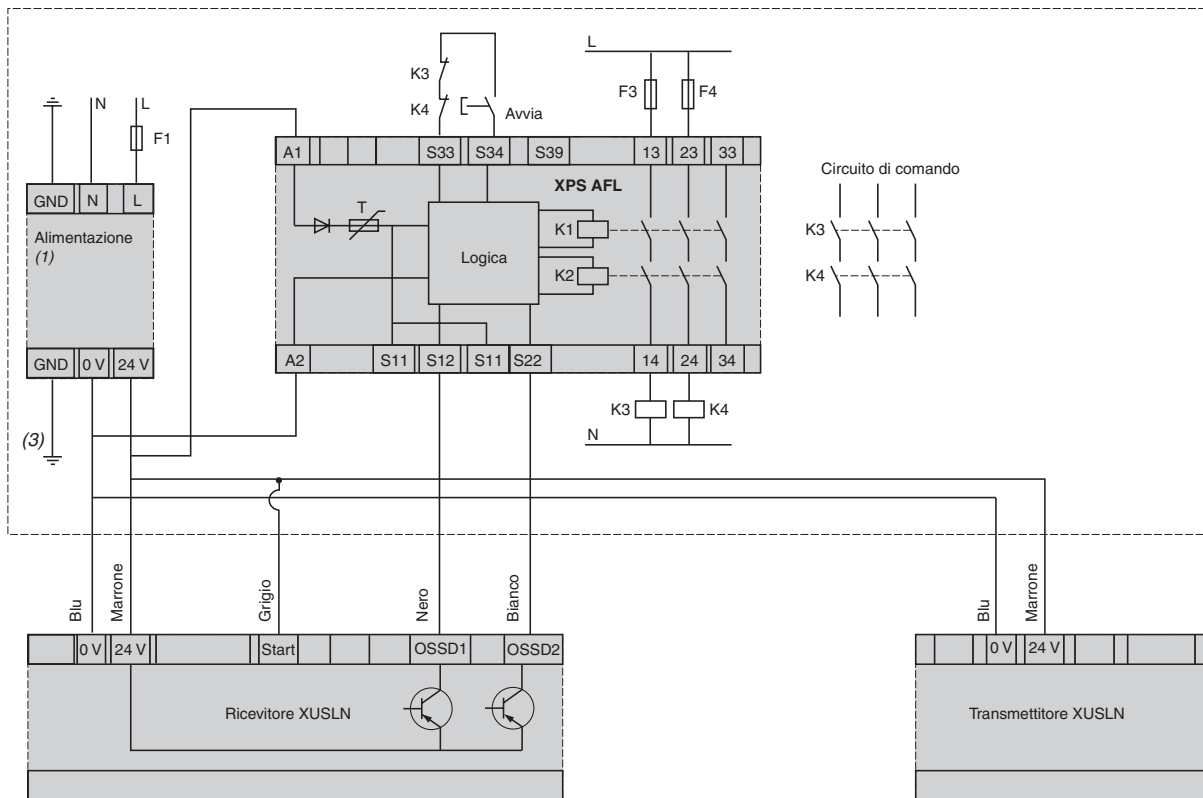 L
K3
K4
Avvia
F3
F4
N
L
F1
A1
S33
S34
S39
13
23
33
XPS AFL
Circuito di comando
GND
N
L
Alimentazione
(1)
T
Logica
K1
K2
K3
K4
GND
0 V
24 V
A2
S11
S12
S11
S22
14
24
34
K3
K4
N
(3)
Blu
Marrone
Grigio
Nero
Bianco
Blu
Marrone
0 V
24 V
Start
OSSD1
OSSD2
0 V
24 V
Ricevitore XUSLN
Transmettitore XUSLN